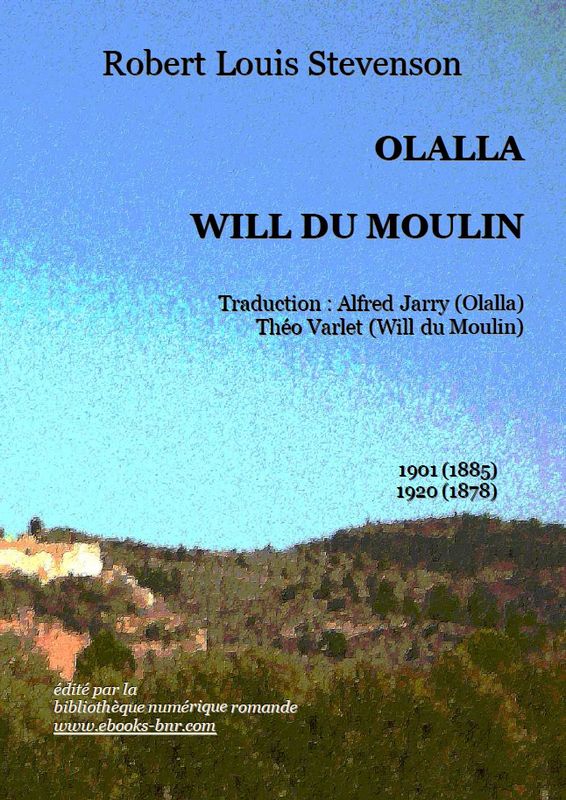 Robert Louis Stevenson
OLALLA
WILL DU MOULIN
Traduction : Alfred Jarry (Olalla)
Théo Varlet (Will du Moulin)
1901 (1885)
1920 (1878)
édité par la
bibliothèque numérique romande
www.ebooks-bnr.com